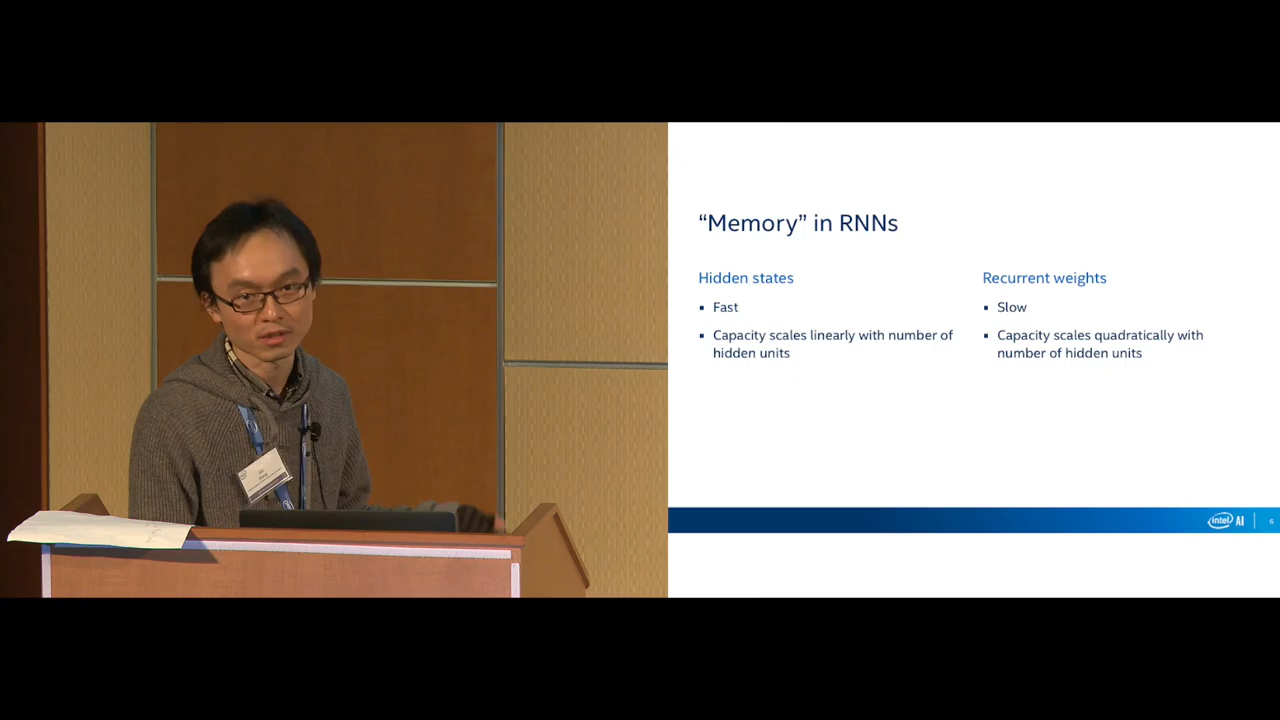 “Memory” in RNNs
Hidden states
▪ Fast
▪ Capacity scales linearly with number of
hidden units
Recurrent weights
▪ Slow
▪ Capacity scales quadratically with
number of hidden units
intel AI | 6